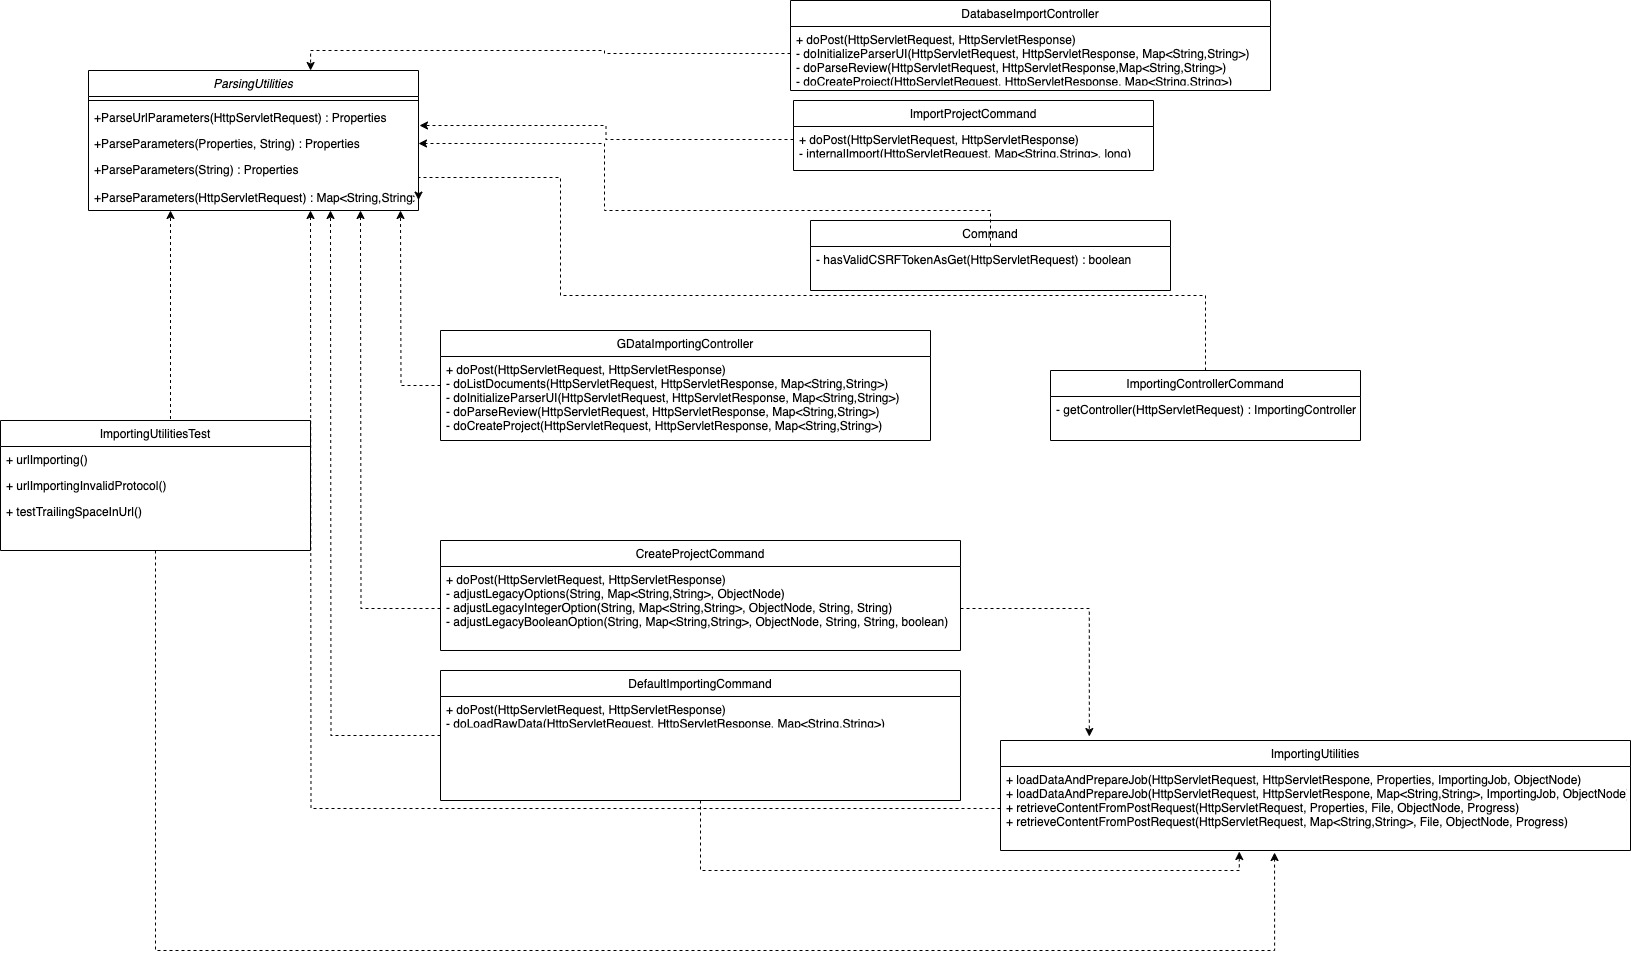 DatabaseImportController
+ doPost(HttpServletRequest, HttpServletResponse)
- doInitializeParserUI(HttpServletRequest, HttpServletResponse, Map<String,String>)
- doParseReview(HttpServletRequest, HttpServletResponse,Map<String,String>)
- doCreateProject(HttpServletRequest, HttpServletResponse, Map<String,String>)
ParsingUtilities
+ParseUrlParameters(HttpServletRequest) : Properties
+ParseParameters(Properties, String) : Properties
+ParseParameters(String) : Properties
+ParseParameters(HttpServletRequest) : Map<String,String>
ImportProjectCommand
+ doPost(HttpServletRequest, HttpServletResponse)
- internalImport(HttpServletRequest, Map<String,String>, long)
Command
- hasValidCSRFTokenAsGet(HttpServletRequest) : boolean
GDataImportingController
+ doPost(HttpServletRequest, HttpServletResponse)
- doListDocuments(HttpServletRequest, HttpServletResponse, Map<String,String>)
- doInitializeParserUI(HttpServletRequest, HttpServletResponse, Map<String,String>)
- doParseReview(HttpServletRequest, HttpServletResponse, Map<String,String>)
- doCreateProject(HttpServletRequest, HttpServletResponse, Map<String,String>)
ImportingControllerCommand
- getController(HttpServletRequest) : ImportingController
ImportingUtilitiesTest
+ urlImporting()
+ urlImportingInvalidProtocol()
+ testTrailingSpaceInUrl()
CreateProjectCommand
+ doPost(HttpServletRequest, HttpServletResponse)
- adjustLegacyOptions(String, Map<String,String>, ObjectNode)
- adjustLegacyIntegerOption(String, Map<String,String>, ObjectNode, String, String)
- adjustLegacyBooleanOption(String, Map<String,String>, ObjectNode, String, String, boolean)
DefaultImportingCommand
+ doPost(HttpServletRequest, HttpServletResponse)
- doLoadRawData(HttpServletRequest, HttpServletResponse, Map<String,String>)
ImportingUtilities
+ loadDataAndPrepareJob(HttpServletRequest, HttpServletRespone, Properties, ImportingJob, ObjectNode)
+ loadDataAndPrepareJob(HttpServletRequest, HttpServletRespone, Map<String,String>, ImportingJob, ObjectNode
+ retrieveContentFromPostRequest(HttpServletRequest, Properties, File, ObjectNode, Progress)
+ retrieveContentFromPostRequest(HttpServletRequest, Map<String,String>, File, ObjectNode, Progress)